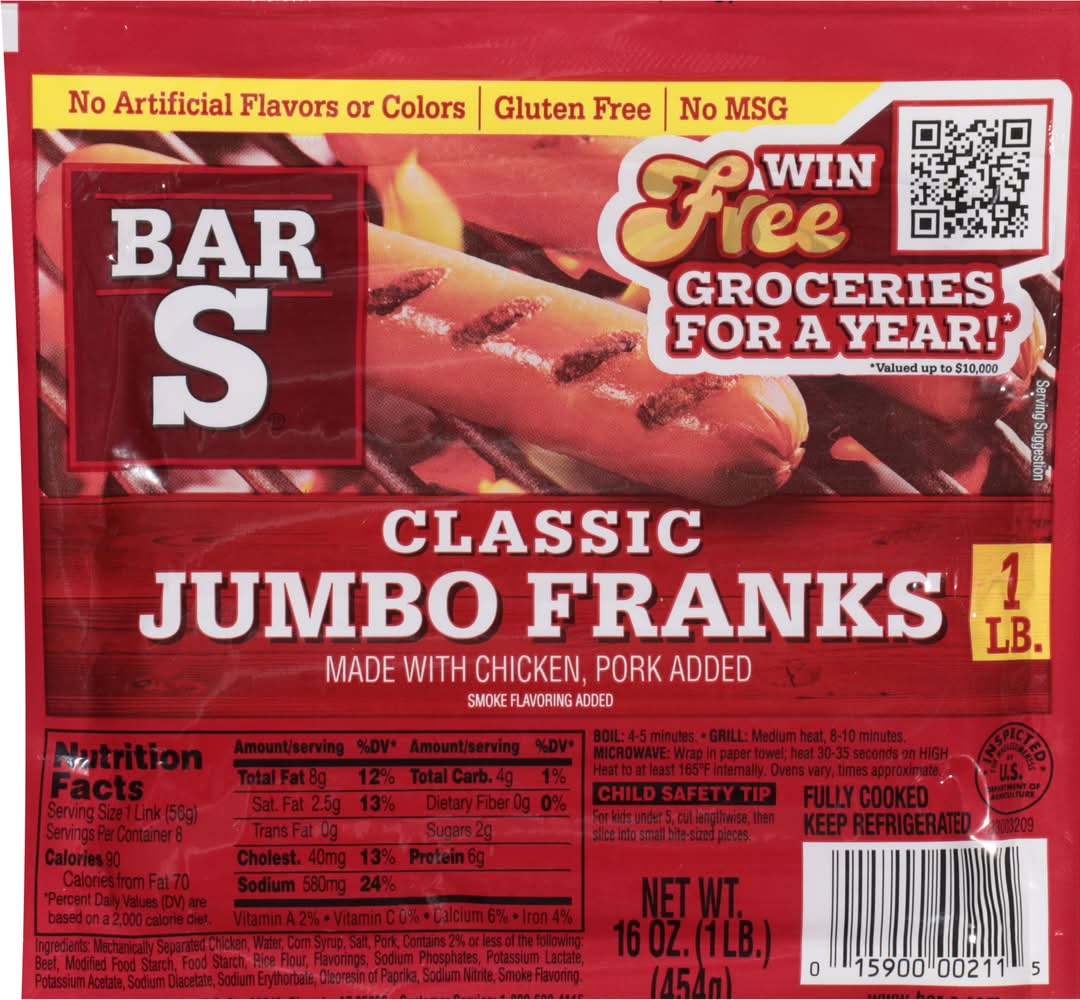 No Artificial Flavors or Colors | Gluten Free | No MSG
BAR
S
®
WIN
Free
GROCERIES
FOR A YEAR!*
*Valued up to $10,000
Serving Suggestion
CLASSIC
JUMBO FRANKS
1
LB.
MADE WITH CHICKEN, PORK ADDED
SMOKE FLAVORING ADDED
Nutrition
Facts
Serving Size 1 Link (56g)
Servings Per Container 8
Calories 90
Calories from Fat 70
*Percent Daily Values (DV) are
based on a 2,000 calorie diet.
Amount/serving %DV* Amount/serving %DV*
Total Fat 8g 12% Total Carb. 4g 1%
Sat. Fat 2.5g 13% Dietary Fiber 0g 0%
Trans Fat 0g Sugars 2g
Cholest. 40mg 13% Protein 6g
Sodium 580mg 24%
Vitamin A 2% • Vitamin C 0% • Calcium 6% • Iron 4%
Ingredients: Mechanically Separated Chicken, Water, Corn Syrup, Salt, Pork, Contains 2% or less of the following:
Beef, Modified Food Starch, Food Starch, Rice Flour, Flavorings, Sodium Phosphates, Potassium Lactate,
Potassium Acetate, Sodium Diacetate, Sodium Erythorbate, Oleoresin of Paprika, Sodium Nitrite, Smoke Flavoring.
BOIL: 4-5 minutes. • GRILL: Medium heat, 8-10 minutes.
MICROWAVE: Wrap in paper towel; heat 30-35 seconds on HIGH
Heat to at least 165°F internally. Ovens vary, times approximate.
CHILD SAFETY TIP
For kids under 5, cut lengthwise, then
slice into small bite-sized pieces.
FULLY COOKED
KEEP REFRIGERATED
INSPECTED
U.S.
DEPARTMENT OF
AGRICULTURE
NET WT.
16 OZ. (1 LB.)
(454g)
0 15900 00211 5